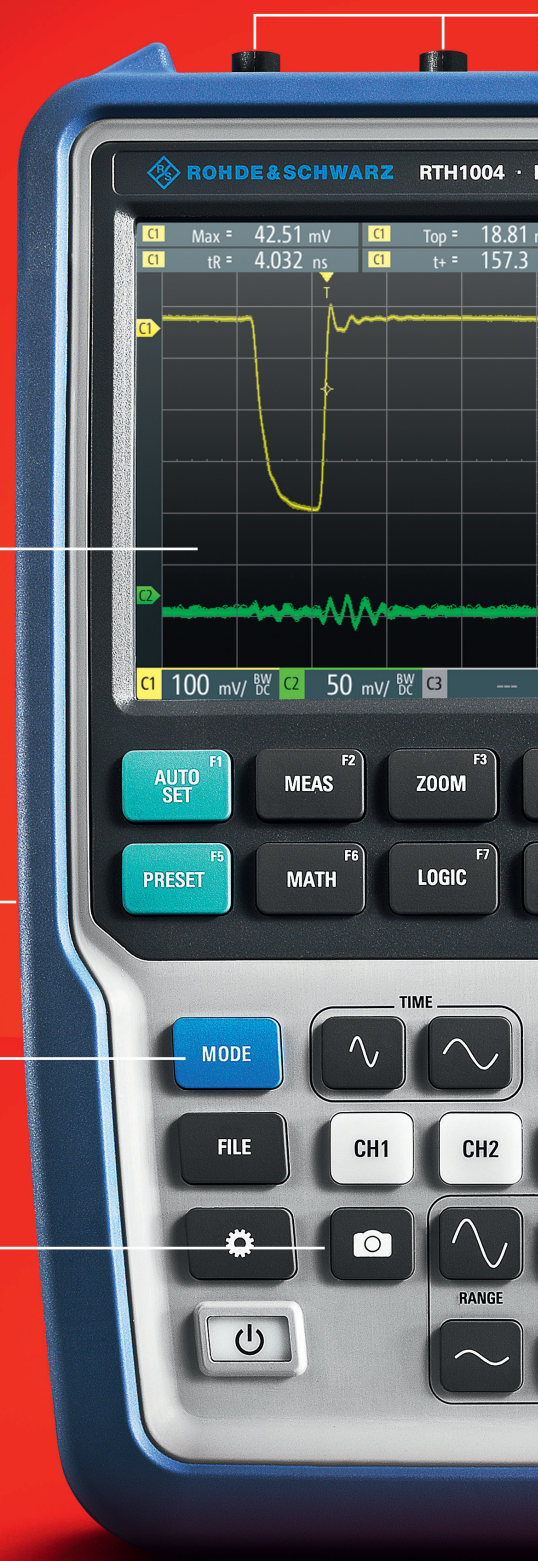 R&S ROHDE&SCHWARZ RTH1004 ·
C1 Max = 42.51 mV C1 Top = 18.81
C1 tR = 4.032 ns C1 t+ = 157.3
T
C1
C2
C1 100 mV/ BW DC C2 50 mV/ BW DC C3 ---
AUTO SET F1 MEAS F2 ZOOM F3
PRESET F5 MATH F6 LOGIC F7
TIME
MODE
FILE CH1 CH2
RANGE